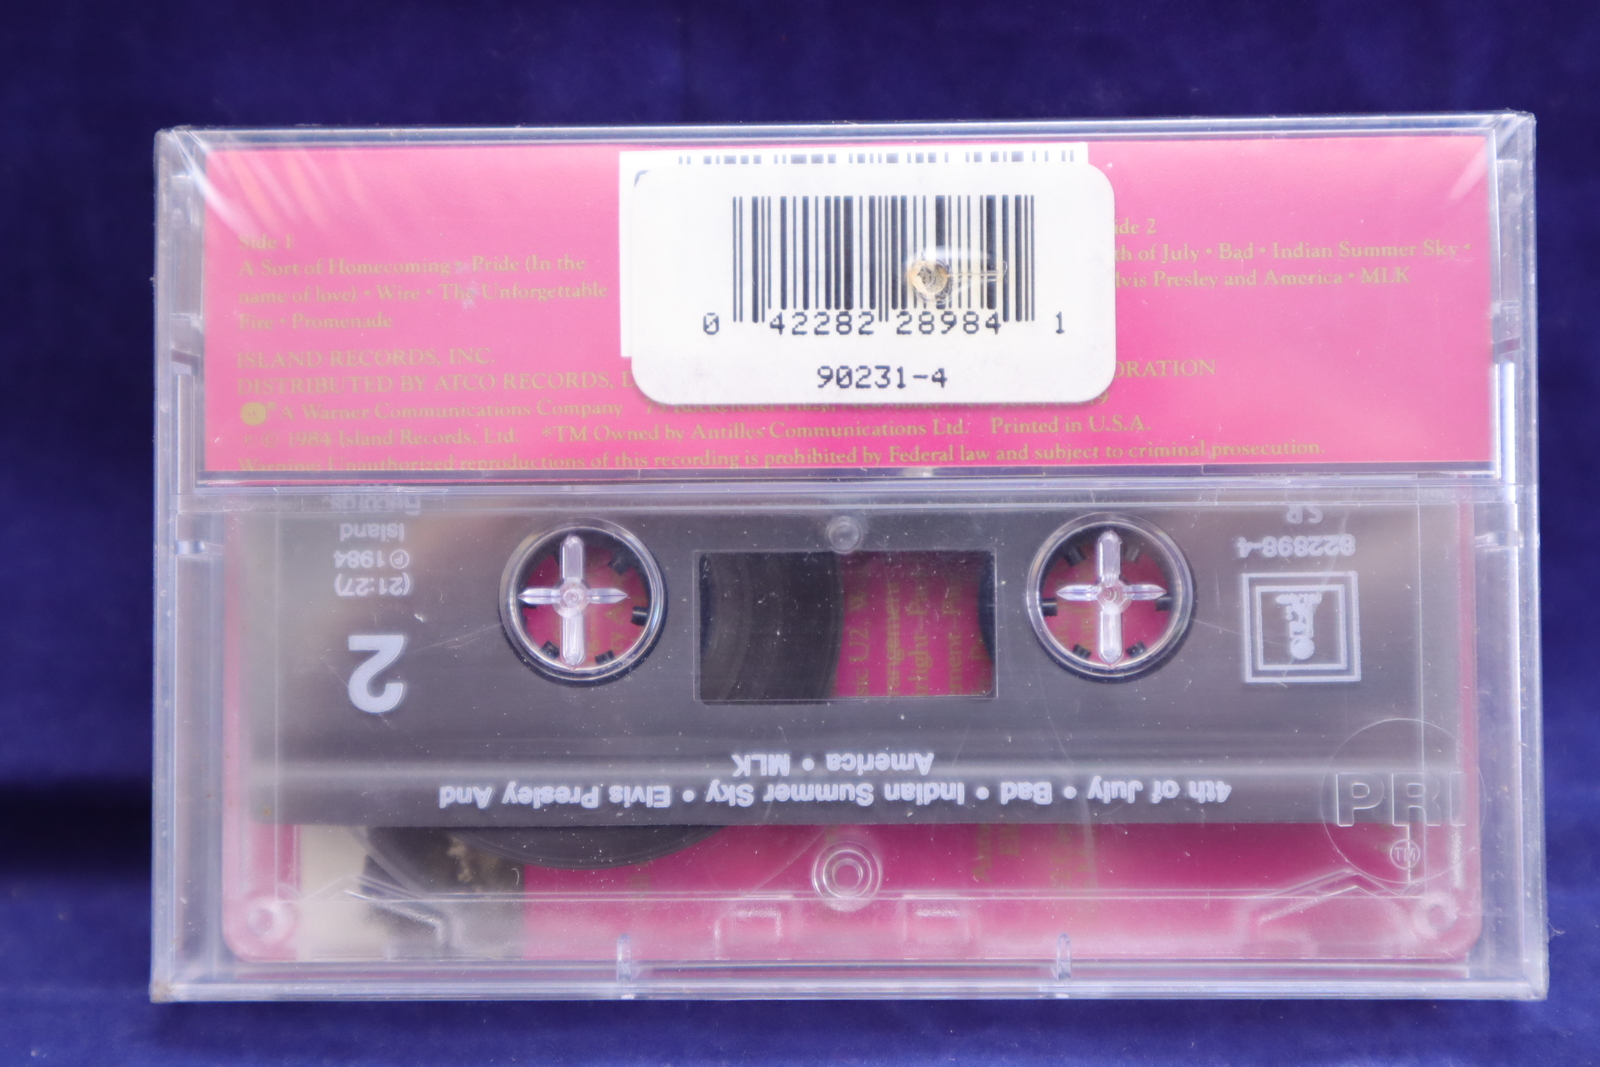 Side 1
A Sort of Homecoming • Pride (In the
name of love) • Wire • The Unforgettable
Fire • Promenade
ide 2
th of July • Bad • Indian Summer Sky •
lvis Presley and America • MLK
0 42282 28984 1
90231-4
ISLAND RECORDS, INC.
DISTRIBUTED BY ATCO RECORDS,
ORATION
A Warner Communications Company
℗ © 1984 Island Records, Ltd. *TM Owned by Antilles Communications Ltd. Printed in U.S.A.
Warning: Unauthorized reproductions of this recording is prohibited by Federal law and subject to criminal prosecution.
822898-4
SR
Island
℗ 1984
(21:27)
2
4th of July • Bad • Indian Summer Sky • Elvis Presley And
America • MLK
PRI
TM